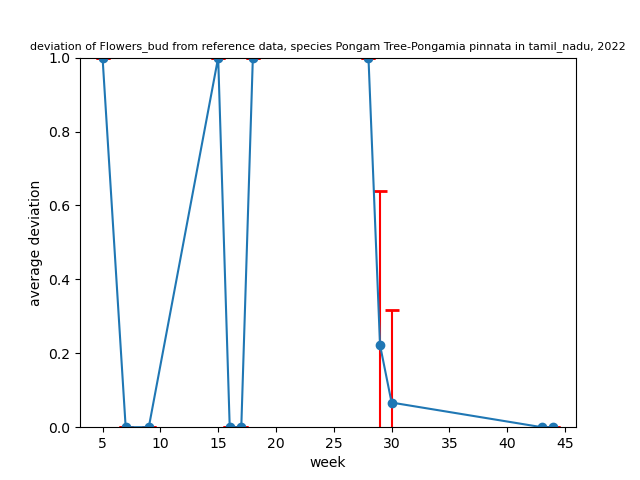 deviation of Flowers_bud from reference data, species Pongam Tree-Pongamia pinnata in tamil_nadu, 2022
1.0
0.8
0.6
0.4
0.2
0.0
average deviation
5 10 15 20 25 30 35 40 45
week